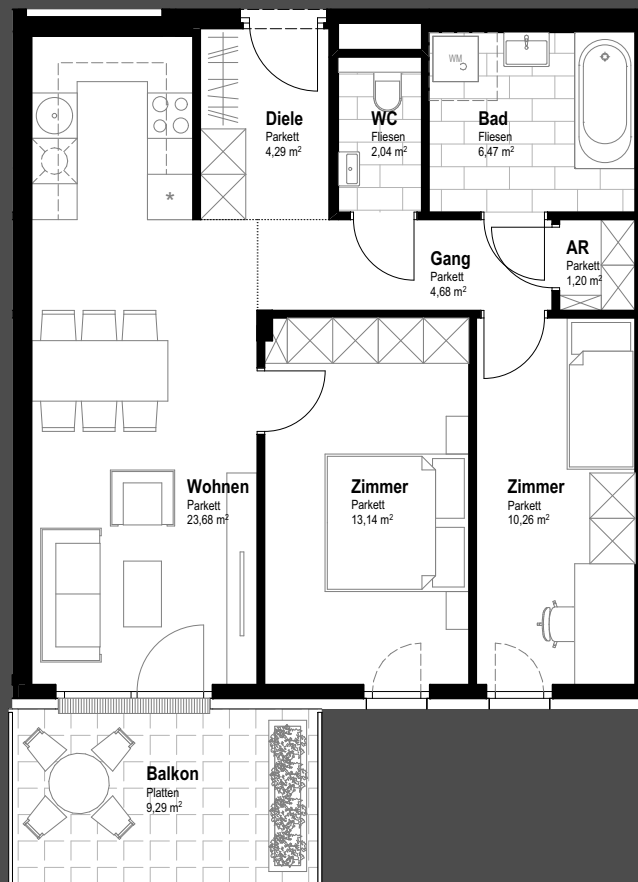 WM
Diele
Parkett
4,29 m²
WC
Fliesen
2,04 m²
Bad
Fliesen
6,47 m²
*
Gang
Parkett
4,68 m²
AR
Parkett
1,20 m²
Wohnen
Parkett
23,68 m²
Zimmer
Parkett
13,14 m²
Zimmer
Parkett
10,26 m²
Balkon
Platten
9,29 m²